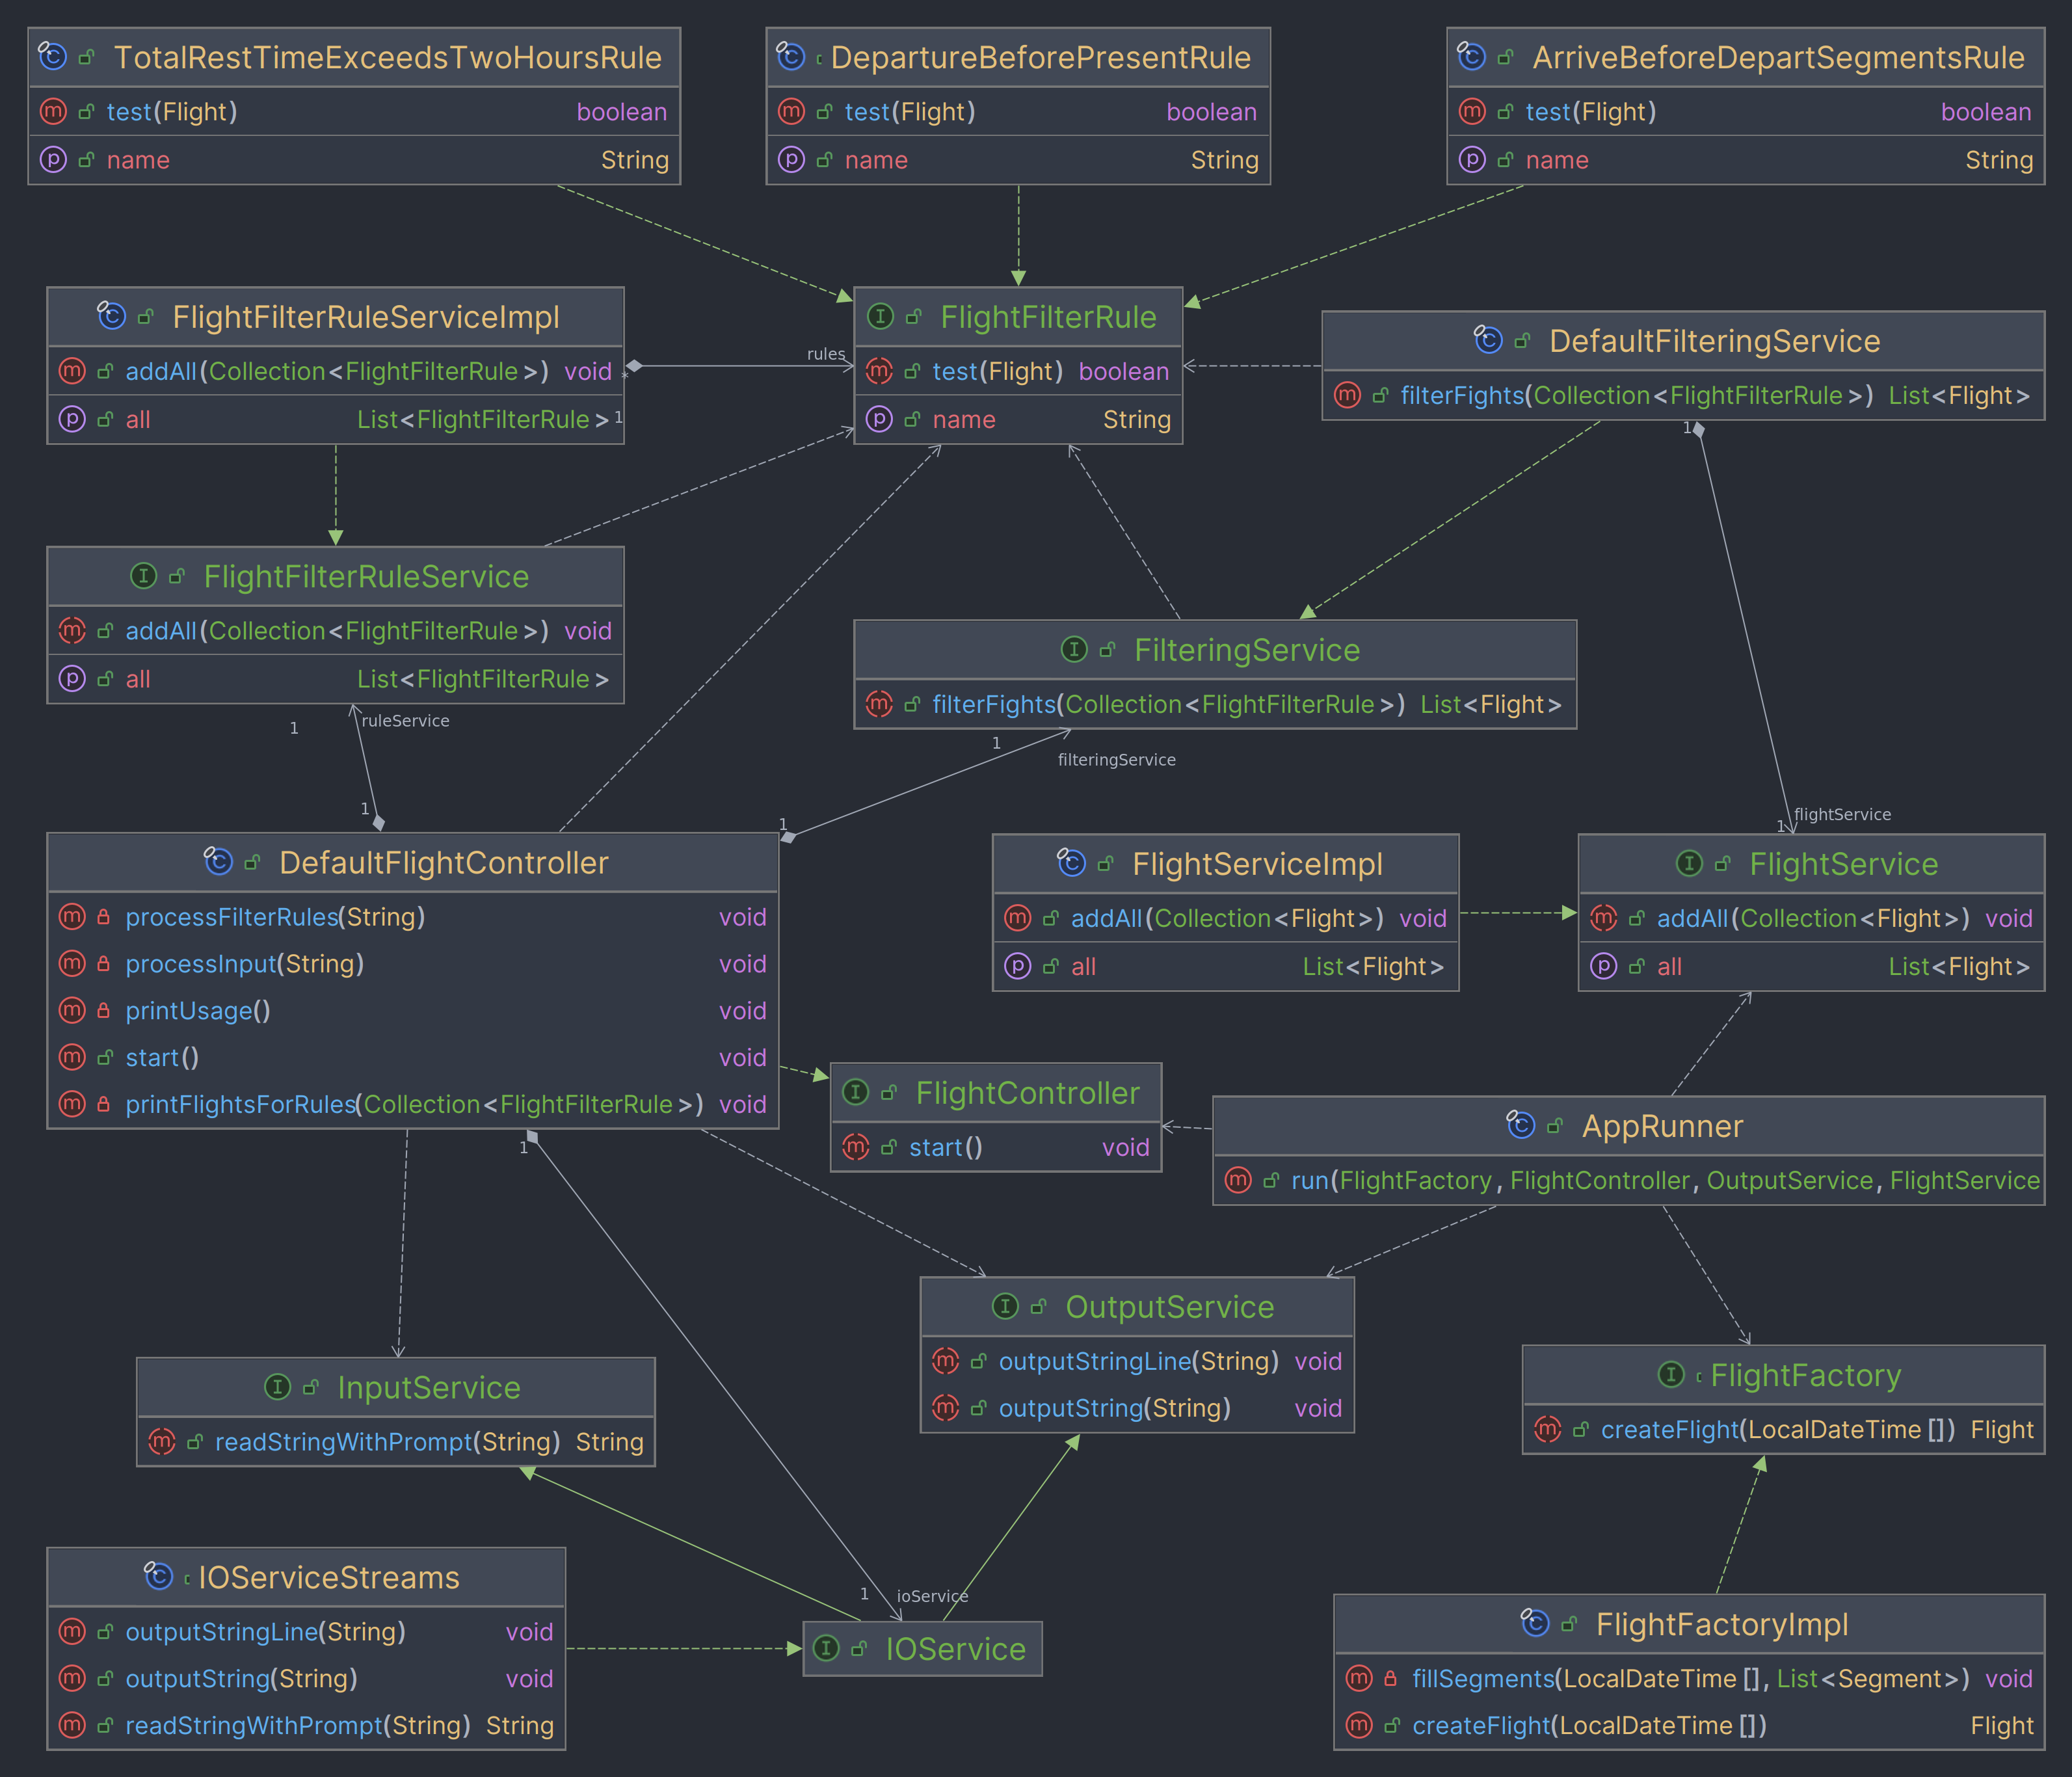 TotalRestTimeExceedsTwoHoursRule
test(Flight) boolean
name String
DepartureBeforePresentRule
test(Flight) boolean
name String
ArriveBeforeDepartSegmentsRule
test(Flight) boolean
name String
FlightFilterRuleServiceImpl
addAll(Collection<FlightFilterRule>) void
all List<FlightFilterRule>
*
1
rules
FlightFilterRule
test(Flight) boolean
name String
DefaultFilteringService
filterFights(Collection<FlightFilterRule>) List<Flight>
1
FlightFilterRuleService
addAll(Collection<FlightFilterRule>) void
all List<FlightFilterRule>
1
ruleService
1
FilteringService
filterFights(Collection<FlightFilterRule>) List<Flight>
1
filteringService
1
flightService
1
DefaultFlightController
processFilterRules(String) void
processInput(String) void
printUsage() void
start() void
printFlightsForRules(Collection<FlightFilterRule>) void
1
FlightServiceImpl
addAll(Collection<Flight>) void
all List<Flight>
FlightService
addAll(Collection<Flight>) void
all List<Flight>
FlightController
start() void
AppRunner
run(FlightFactory, FlightController, OutputService, FlightService
OutputService
outputStringLine(String) void
outputString(String) void
InputService
readStringWithPrompt(String) String
FlightFactory
createFlight(LocalDateTime[]) Flight
IOServiceStreams
outputStringLine(String) void
outputString(String) void
readStringWithPrompt(String) String
1
ioService
IOService
FlightFactoryImpl
fillSegments(LocalDateTime[], List<Segment>) void
createFlight(LocalDateTime[]) Flight